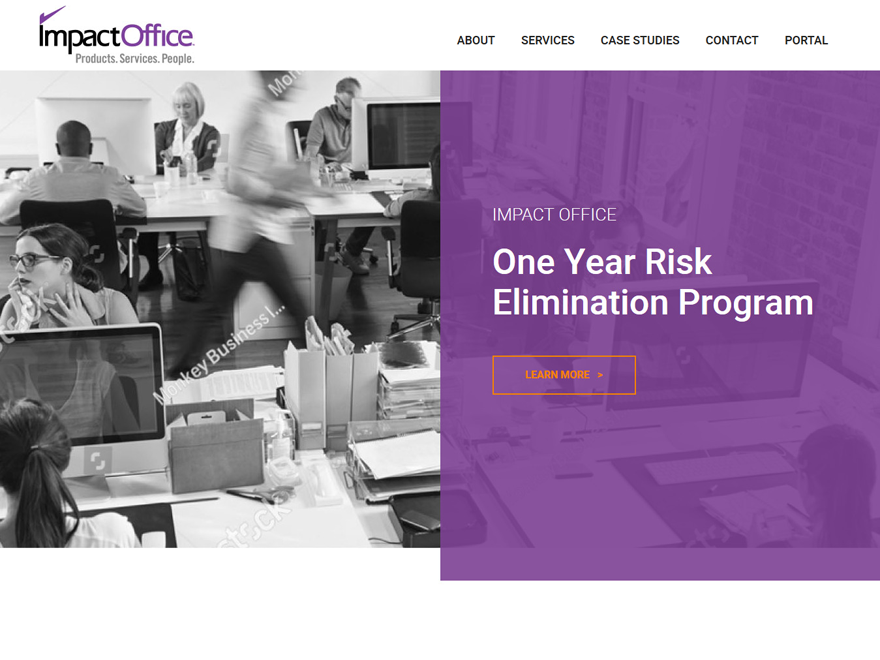 ImpactOffice
Products. Services. People.
ABOUT
SERVICES
CASE STUDIES
CONTACT
PORTAL
IMPACT OFFICE
One Year Risk
Elimination Program
LEARN MORE >
Monkey Business I...